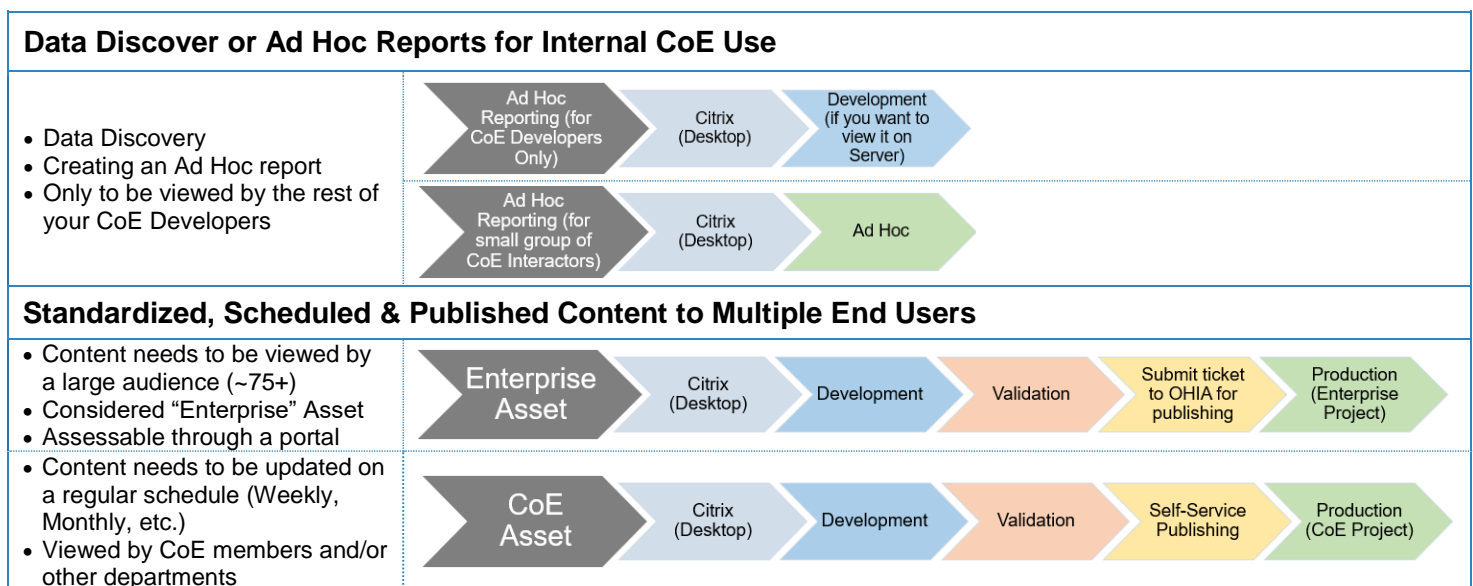 Data Discover or Ad Hoc Reports for Internal CoE Use
• Data Discovery
• Creating an Ad Hoc report
• Only to be viewed by the rest of
your CoE Developers
Ad Hoc
Reporting (for
CoE Developers
Only)
Citrix
(Desktop)
Development
(if you want to
view it on
Server)
Ad Hoc
Reporting (for
small group of
CoE Interactors)
Citrix
(Desktop)
Ad Hoc
Standardized, Scheduled & Published Content to Multiple End Users
• Content needs to be viewed by
a large audience (~75+)
• Considered “Enterprise” Asset
• Assessable through a portal
Enterprise
Asset
Citrix
(Desktop)
Development
Validation
Submit ticket
to OHIA for
publishing
Production
(Enterprise
Project)
• Content needs to be updated on
a regular schedule (Weekly,
Monthly, etc.)
• Viewed by CoE members and/or
other departments
CoE
Asset
Citrix
(Desktop)
Development
Validation
Self-Service
Publishing
Production
(CoE Project)